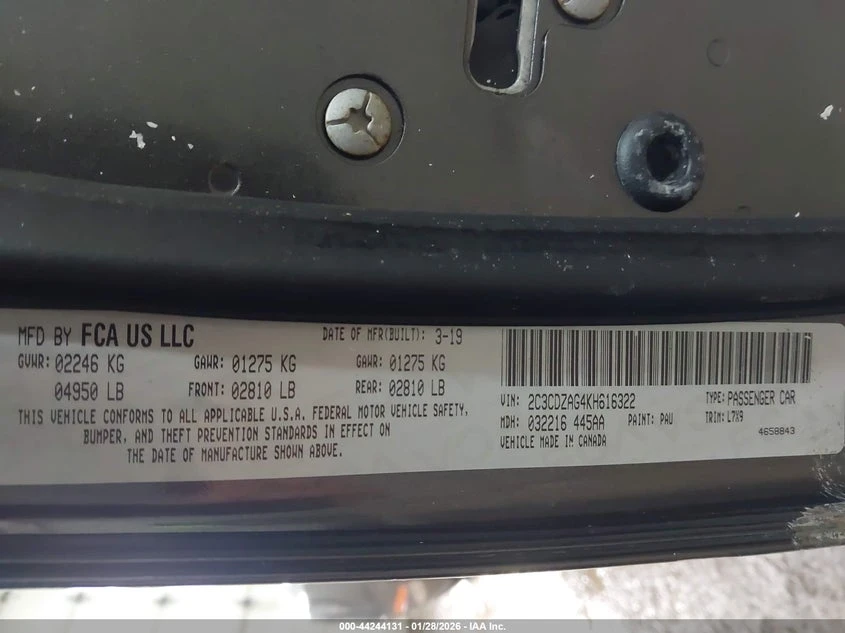 MFD BY FCA US LLC
DATE OF MFR(BUILT): 3-19
GVWR: 02246 KG GAWR: 01275 KG GAWR: 01275 KG
04950 LB FRONT: 02810 LB REAR: 02810 LB
THIS VEHICLE CONFORMS TO ALL APPLICABLE U.S.A. FEDERAL MOTOR VEHICLE SAFETY,
BUMPER, AND THEFT PREVENTION STANDARDS IN EFFECT ON
THE DATE OF MANUFACTURE SHOWN ABOVE.
VIN: 2C3CDZAG4KH616322 TYPE: PASSENGER CAR
MDH: 032216 445AA PAINT: PAU TRIM: L7X9
VEHICLE MADE IN CANADA 4658843
000-44244131 - 01/28/2026 - IAA Inc.